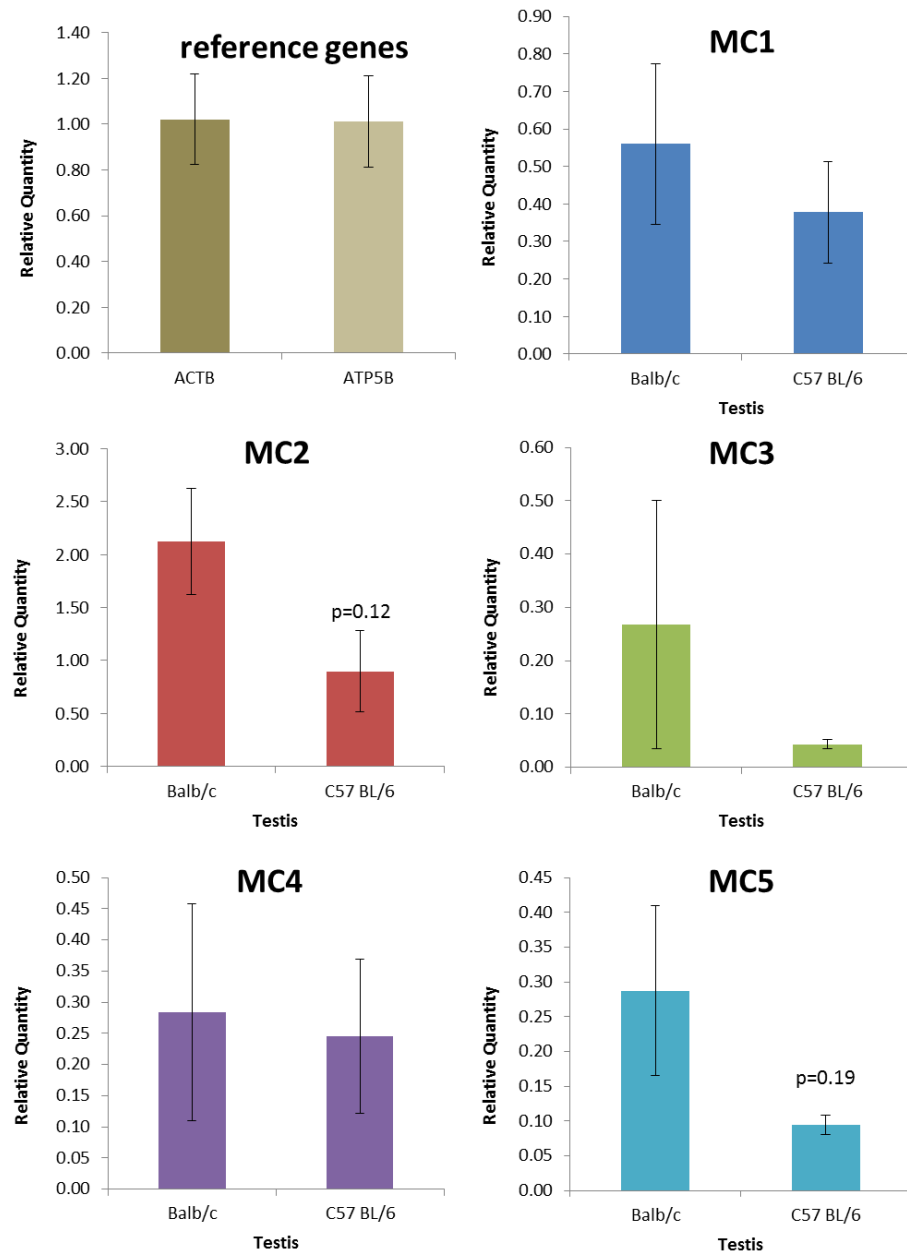 reference genes
Relative Quantity
1.40
1.20
1.00
0.80
0.60
0.40
0.20
0.00
ACTB ATP5B
MC1
Relative Quantity
0.90
0.80
0.70
0.60
0.50
0.40
0.30
0.20
0.10
0.00
Balb/c C57 BL/6
Testis
MC2
Relative Quantity
3.00
2.50
2.00
1.50
1.00
0.50
0.00
p=0.12
Balb/c C57 BL/6
Testis
MC3
Relative Quantity
0.60
0.50
0.40
0.30
0.20
0.10
0.00
Balb/c C57 BL/6
Testis
MC4
Relative Quantity
0.50
0.45
0.40
0.35
0.30
0.25
0.20
0.15
0.10
0.05
0.00
Balb/c C57 BL/6
Testis
MC5
Relative Quantity
0.45
0.40
0.35
0.30
0.25
0.20
0.15
0.10
0.05
0.00
p=0.19
Balb/c C57 BL/6
Testis